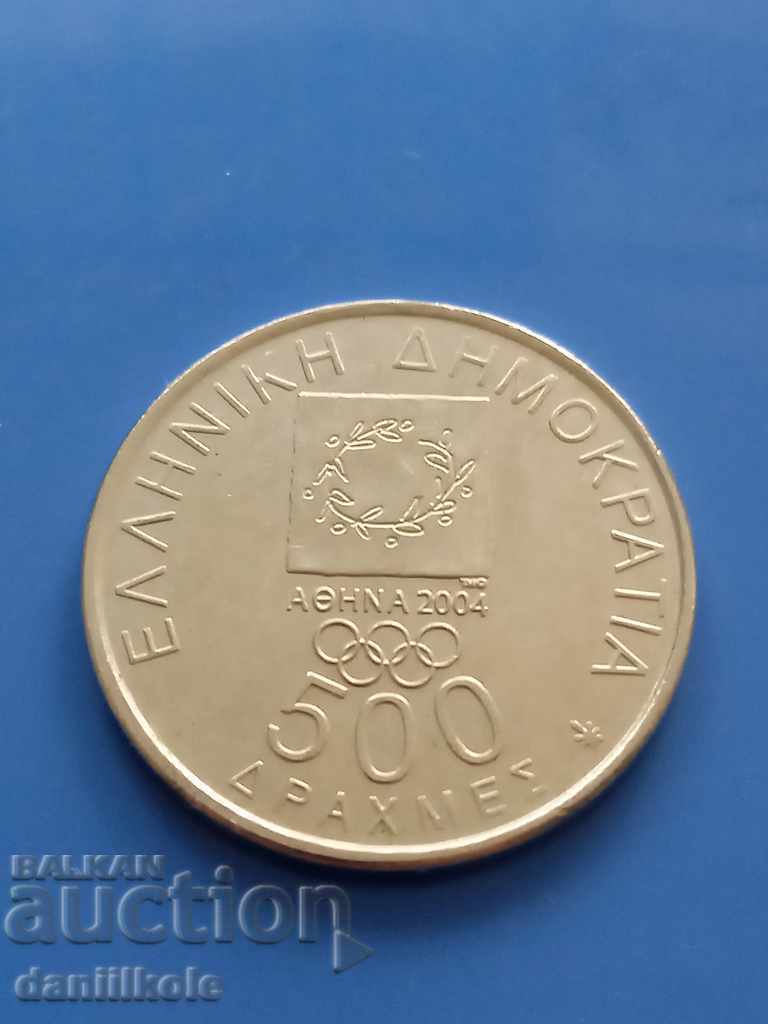 ΕΛΛΗΝΙΚΗ ΔΗΜΟΚΡΑΤΙΑ
ΑΘΗΝΑ 2004
500
ΔΡΑΧΜΕΣ
BALKAN
auction
daniilkole